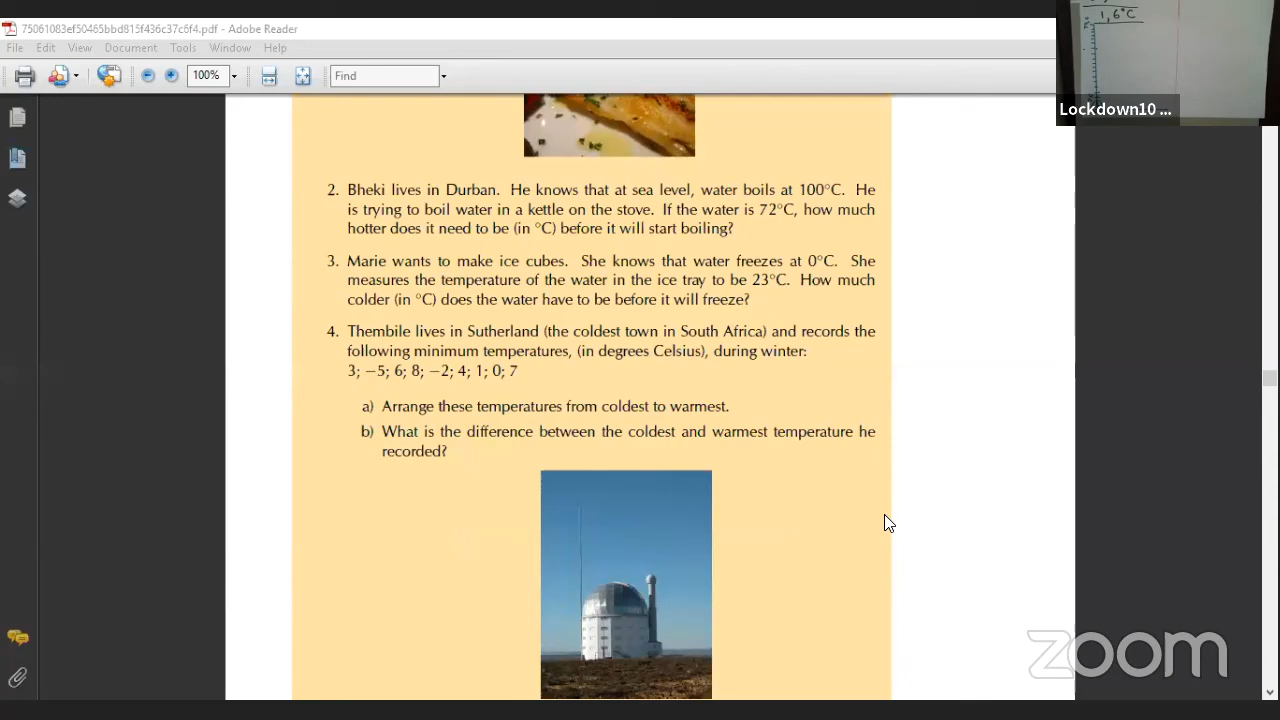 75061083ef50465bbd815f436c37c6f4.pdf - Adobe Reader
File Edit View Document Tools Window Help
100%
Find
1,6°C
Lockdown10 ...
2. Bheki lives in Durban. He knows that at sea level, water boils at 100°C. He
is trying to boil water in a kettle on the stove. If the water is 72°C, how much
hotter does it need to be (in °C) before it will start boiling?
3. Marie wants to make ice cubes. She knows that water freezes at 0°C. She
measures the temperature of the water in the ice tray to be 23°C. How much
colder (in °C) does the water have to be before it will freeze?
4. Thembile lives in Sutherland (the coldest town in South Africa) and records the
following minimum temperatures, (in degrees Celsius), during winter:
3; −5; 6; 8; −2; 4; 1; 0; 7
a) Arrange these temperatures from coldest to warmest.
b) What is the difference between the coldest and warmest temperature he
recorded?
zoom